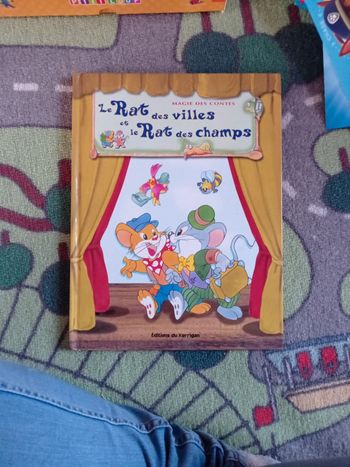 MAGIE DES CONTES
Le Rat des villes
et le Rat des champs
Éditions du Korrigan